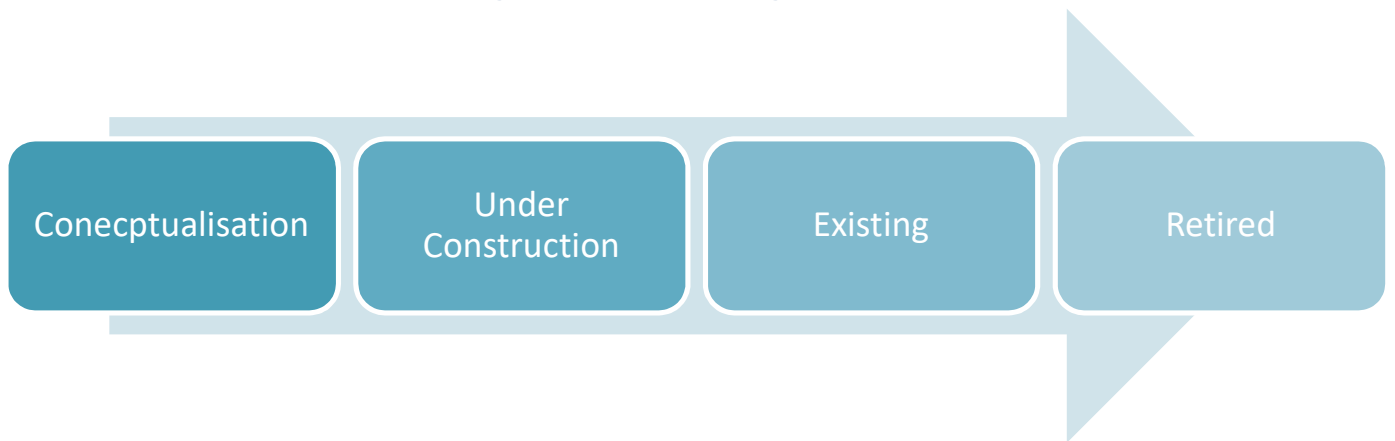 Conecptualisation
Under
Construction
Existing
Retired